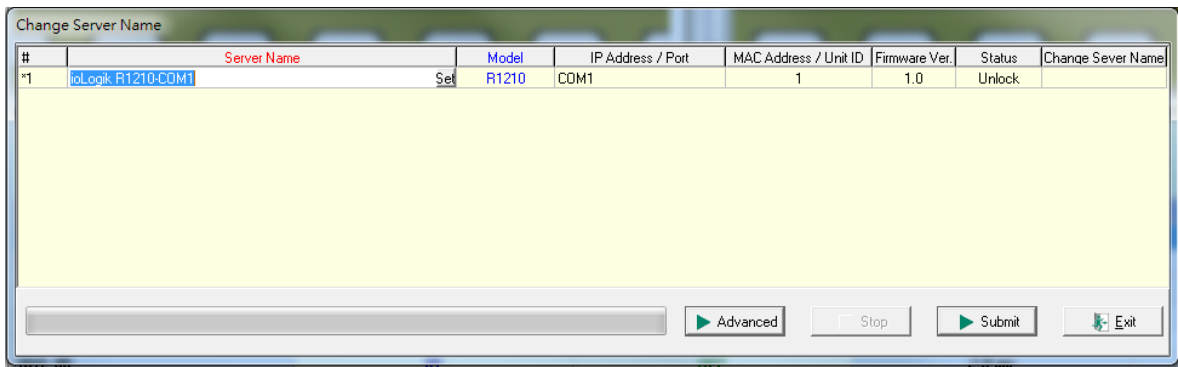 Change Server Name
# Server Name Model IP Address / Port MAC Address / Unit ID Firmware Ver. Status Change Sever Name
*1 ioLogik R1210-COM1 Set R1210 COM1 1 1.0 Unlock
Advanced Stop Submit Exit